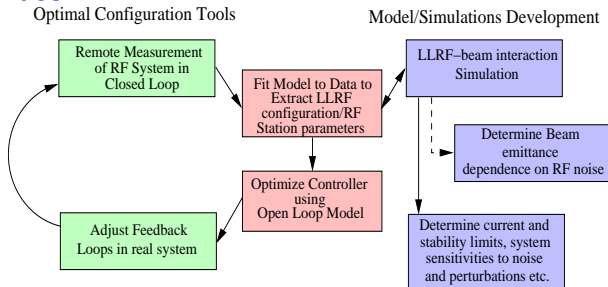 Optimal Configuration Tools
Model/Simulations Development
Remote Measurement
of RF System in
Closed Loop
Fit Model to Data to
Extract LLRF
configuration/RF
Station parameters
LLRF−beam interaction
Simulation
Determine Beam
emittance
dependence on RF noise
Optimize Controller
using
Open Loop Model
Adjust Feedback
Loops in real system
Determine current and
stability limits, system
sensitivities to noise
and perturbations etc.